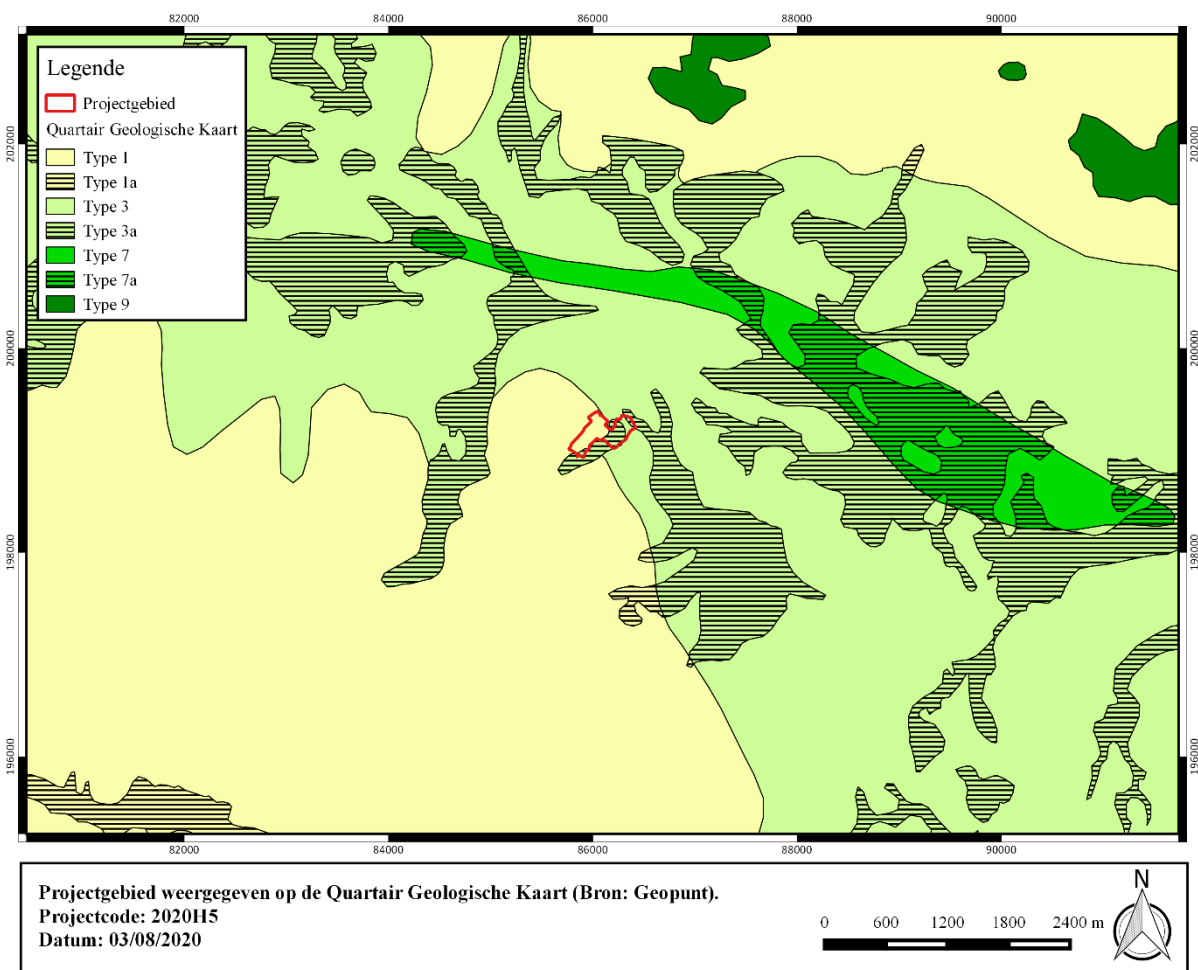 82000 84000 86000 88000 90000
Legende
Projectgebied
Quartair Geologische Kaart
Type 1
Type 1a
Type 3
Type 3a
Type 7
Type 7a
Type 9
202000 202000
200000 200000
198000 198000
196000 196000
82000 84000 86000 88000 90000
Projectgebied weergegeven op de Quartair Geologische Kaart (Bron: Geopunt).
Projectcode: 2020H5
Datum: 03/08/2020
0 600 1200 1800 2400 m
N